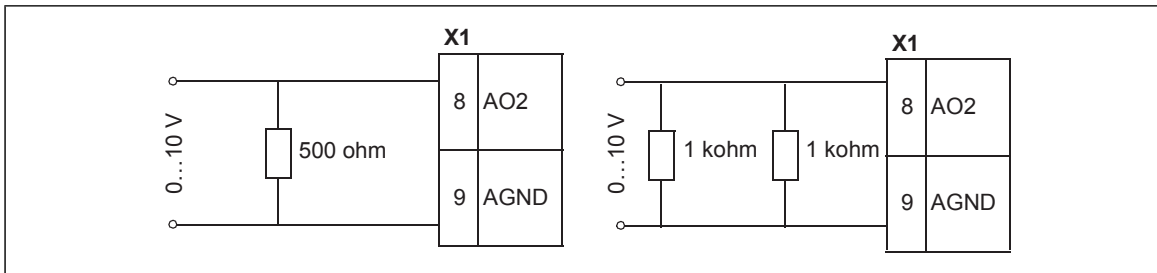 X1
8 AO2
0…10 V
500 ohm
9 AGND
X1
8 AO2
0…10 V
1 kohm
1 kohm
9 AGND